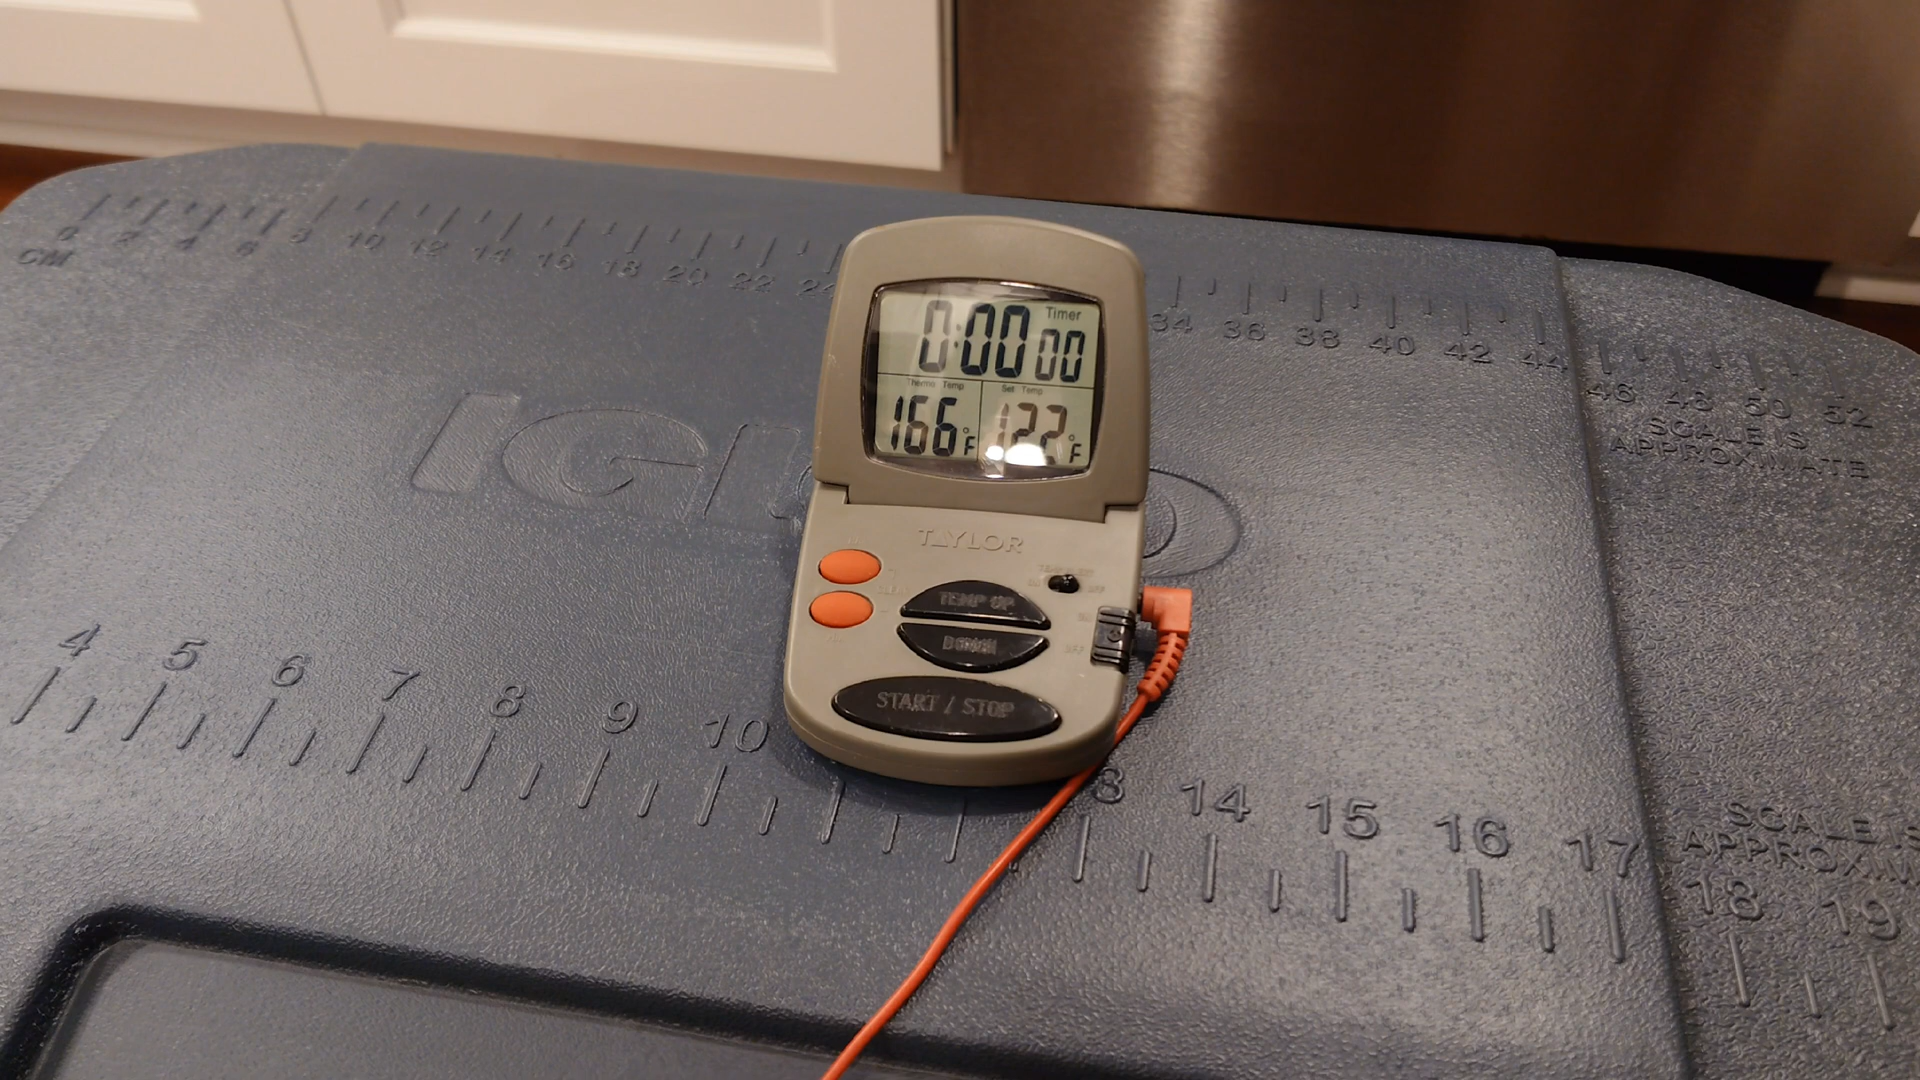 0 2 4 6 8 10 12 14 16 18 20 22 24 34 36 38 40 42 44 46 48 50 52
CM
SCALE IS
APPROXIMATE
Timer
0:00 00
Thermo Temp
Set Temp
166°F
122°F
TAYLOR
TEMP UP
START / STOP
4 5 6 7 8 9 10 14 15 16 17 18 19
SCALE IS